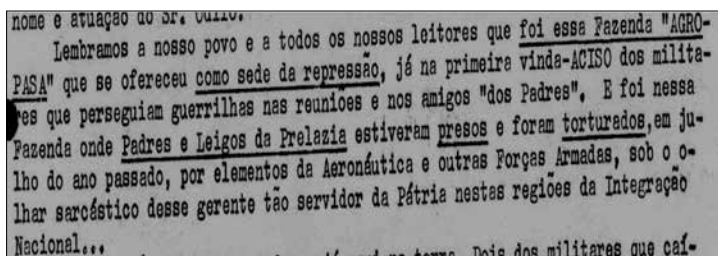 nome e atuação do Sr.
Lembramos a nosso povo e a todos os nossos leitores que foi essa Fazenda "AGRO-
PASA" que se ofereceu como sede da repressão, já na primeira vinda-ACISO dos milita-
res que perseguiam guerrilhas nas reuniões e nos amigos "dos Padres". E foi nessa
Fazenda onde Padres e Leigos da Prelazia estiveram presos e foram torturados,em ju-
lho do ano passado, por elementos da Aeronáutica e outras Forças Armadas, sob o o-
lhar sarcástico desse gerente tão servidor da Pátria nestas regiões da Integração
Nacional...
Dois dos militares que caí-